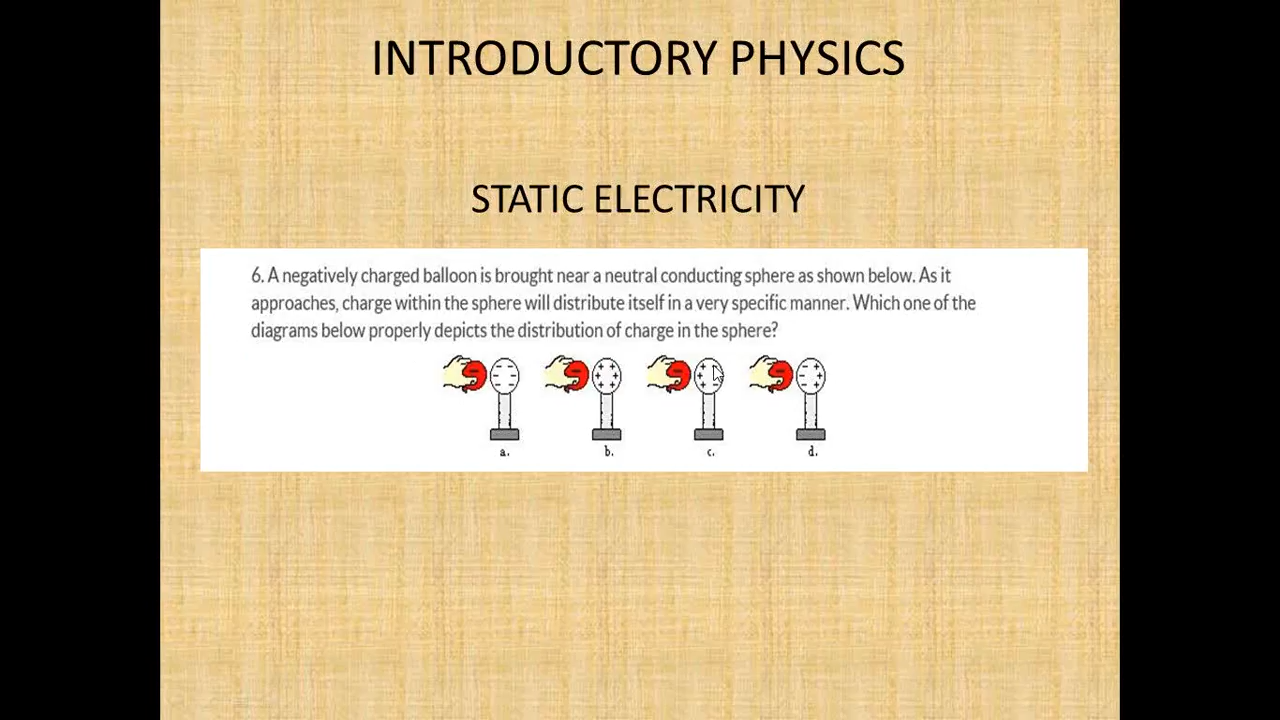 INTRODUCTORY PHYSICS
STATIC ELECTRICITY
6. A negatively charged balloon is brought near a neutral conducting sphere as shown below. As it
approaches, charge within the sphere will distribute itself in a very specific manner. Which one of the
diagrams below properly depicts the distribution of charge in the sphere?
a. b. c. d.